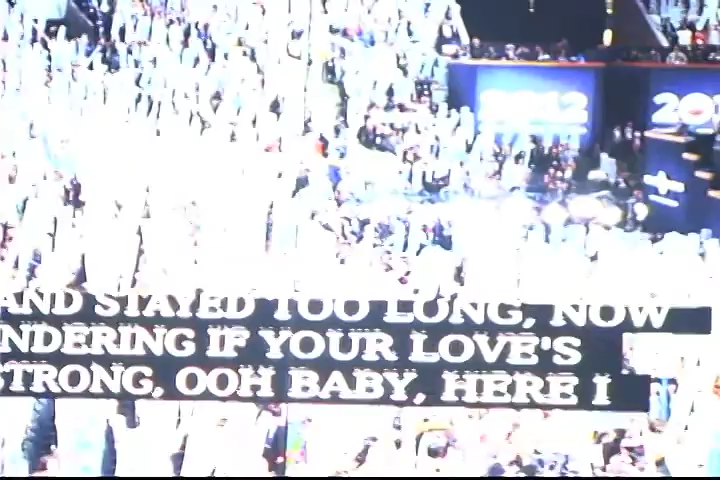 2012
AND STAYED TOO LONG, NOW
NDERING IF YOUR LOVE'S
STRONG, OOH BABY, HERE I